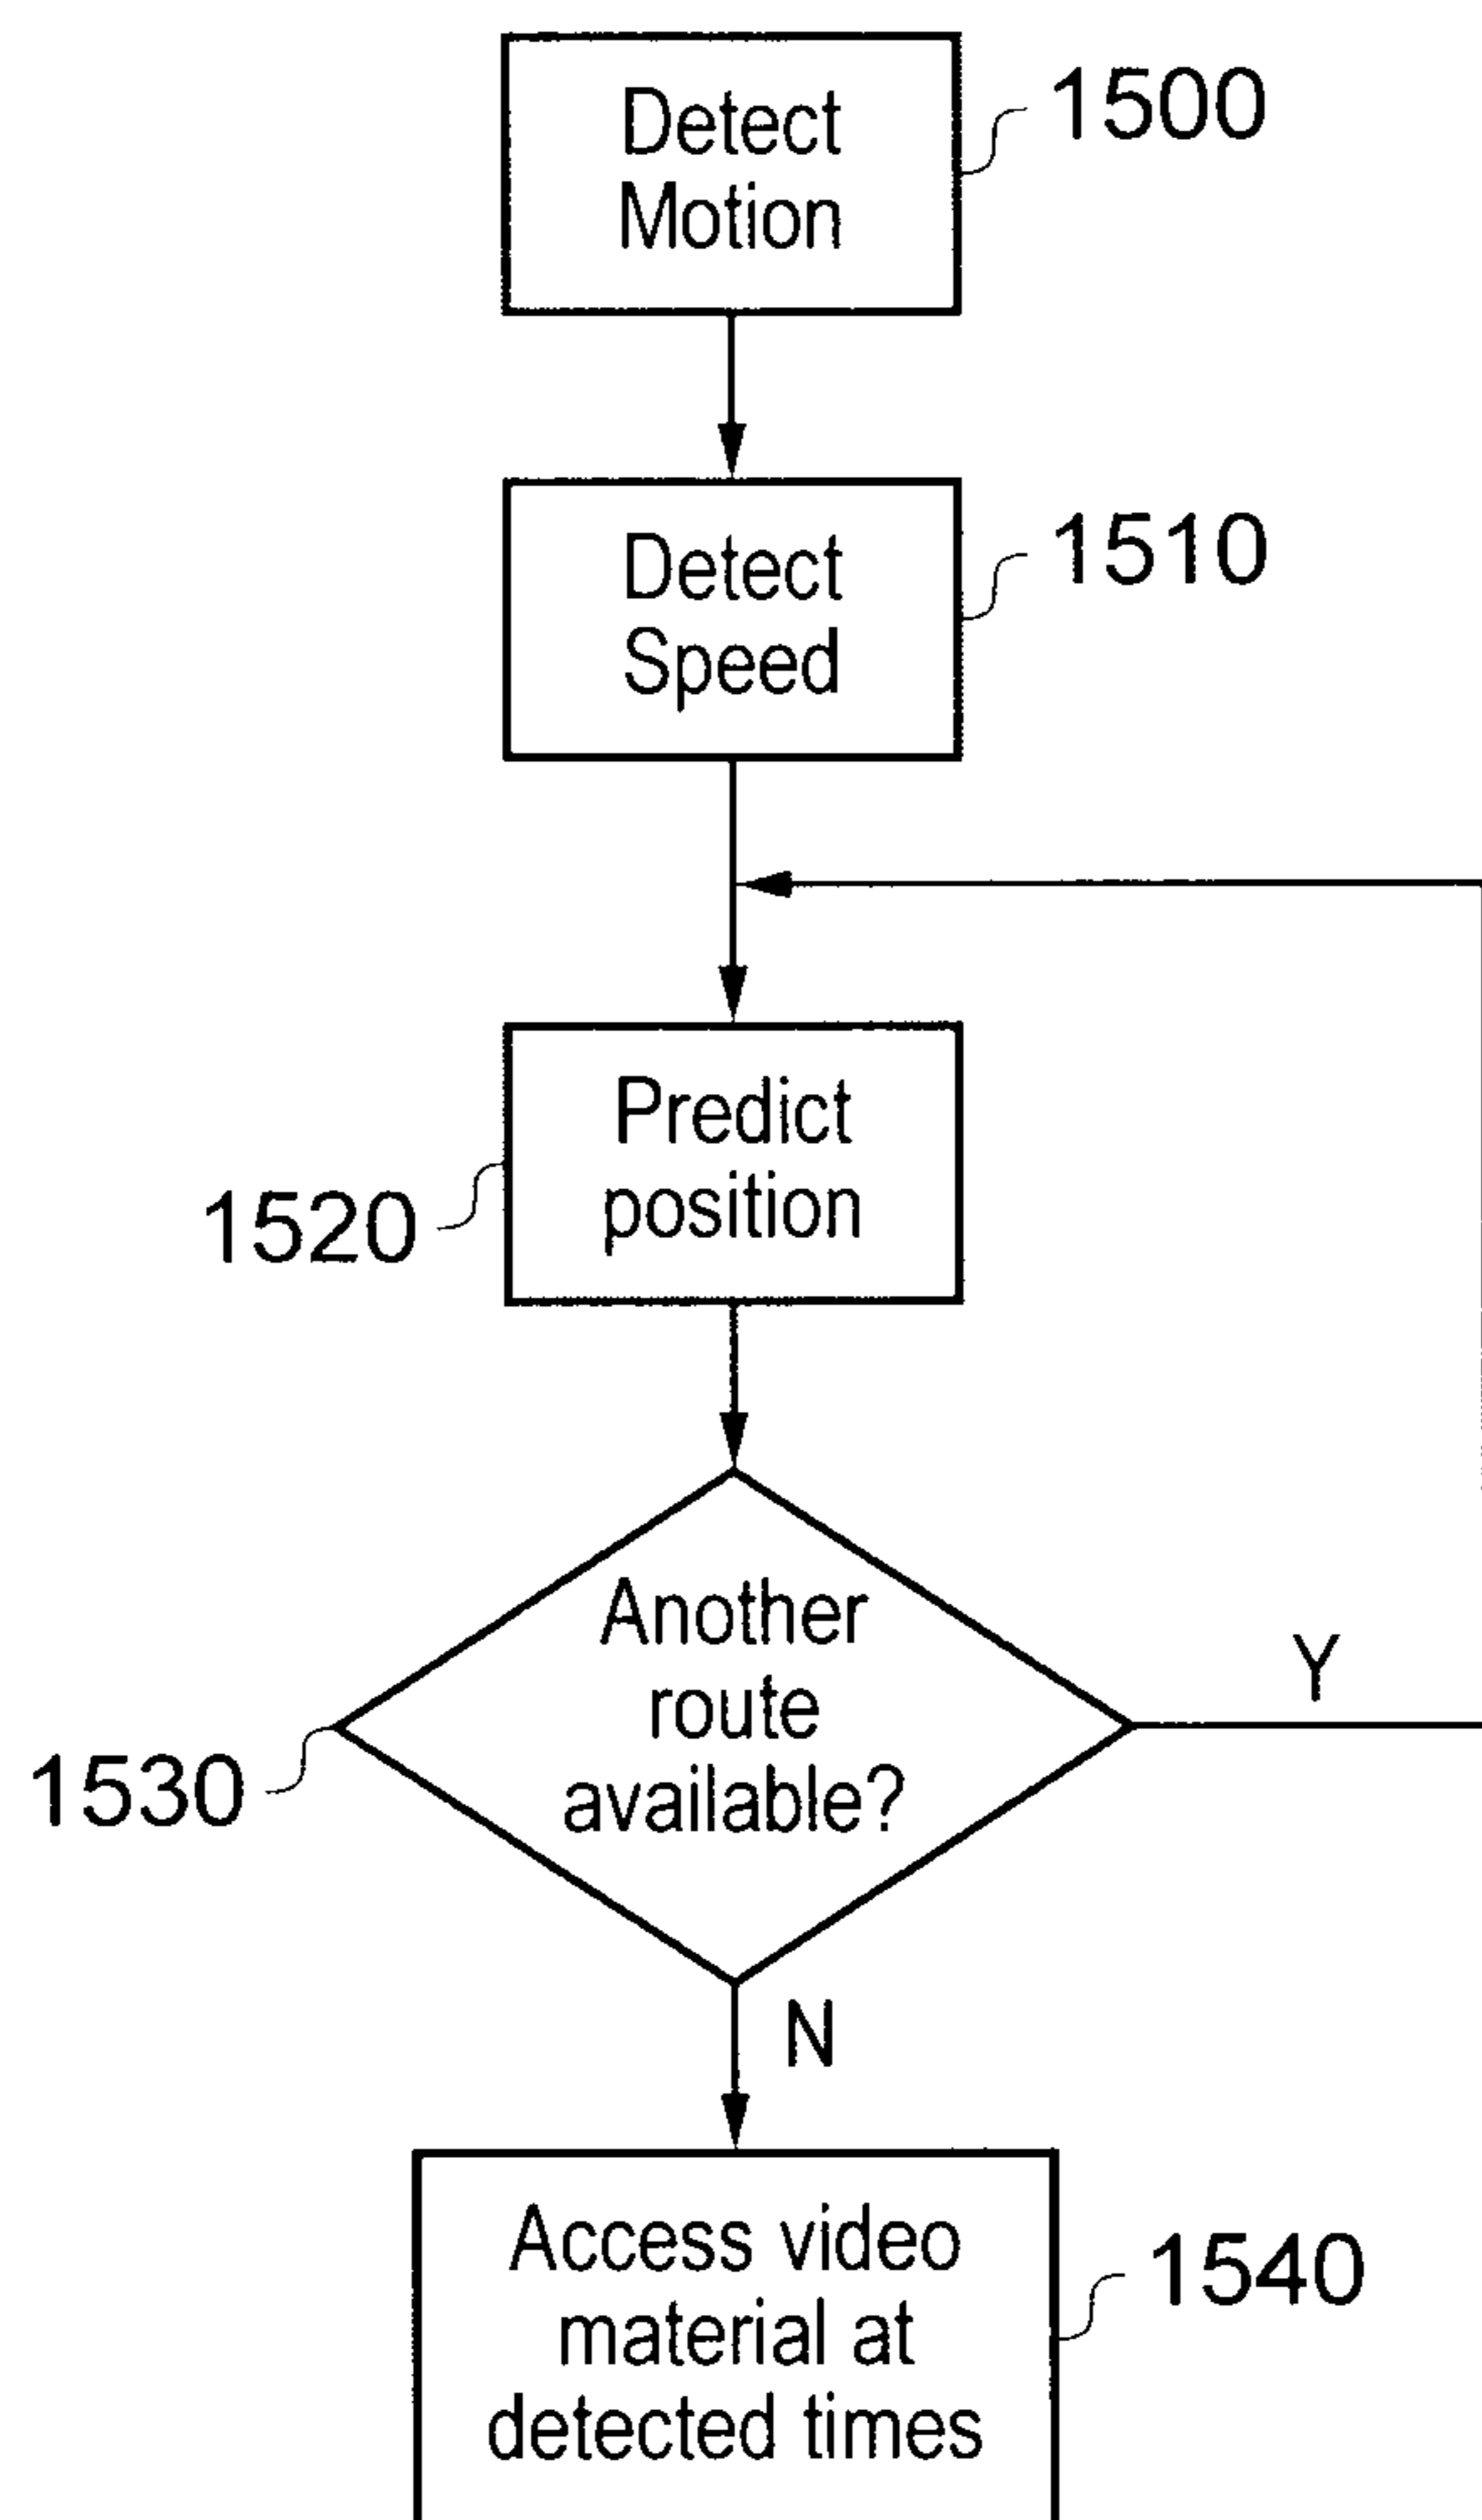 Detect
Motion
1500
Detect
Speed
1510
Predict
position
1520
Another
route
available?
1530
Y
N
Access video
material at
detected times
1540